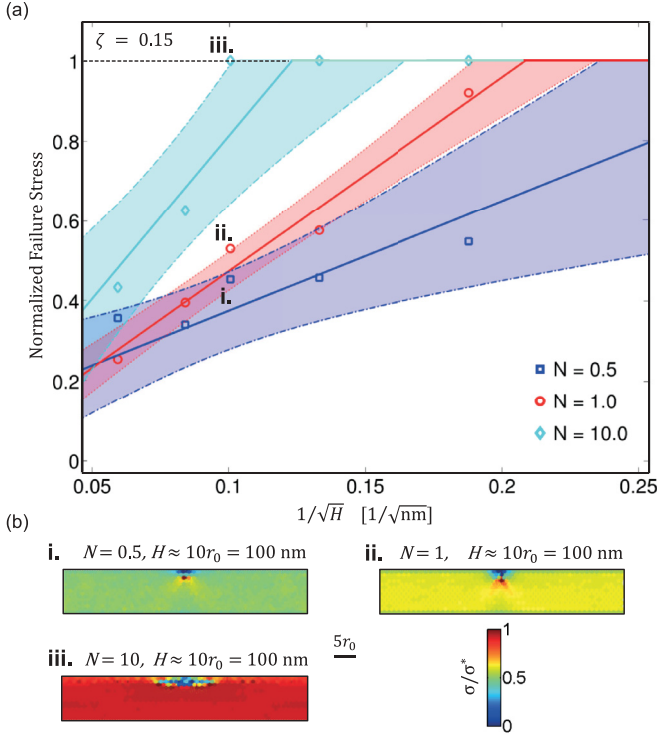 (a)
ζ = 0.15
iii.
1
0.8
0.6
0.4
0.2
0
Normalized Failure Stress
ii.
i.
N = 0.5
N = 1.0
N = 10.0
0.05 0.1 0.15 0.2 0.25
1/√H [1/√nm]
(b)
i. N = 0.5, H ≈ 10r₀ = 100 nm
ii. N = 1, H ≈ 10r₀ = 100 nm
iii. N = 10, H ≈ 10r₀ = 100 nm
5r₀
σ/σ*
1
0.5
0